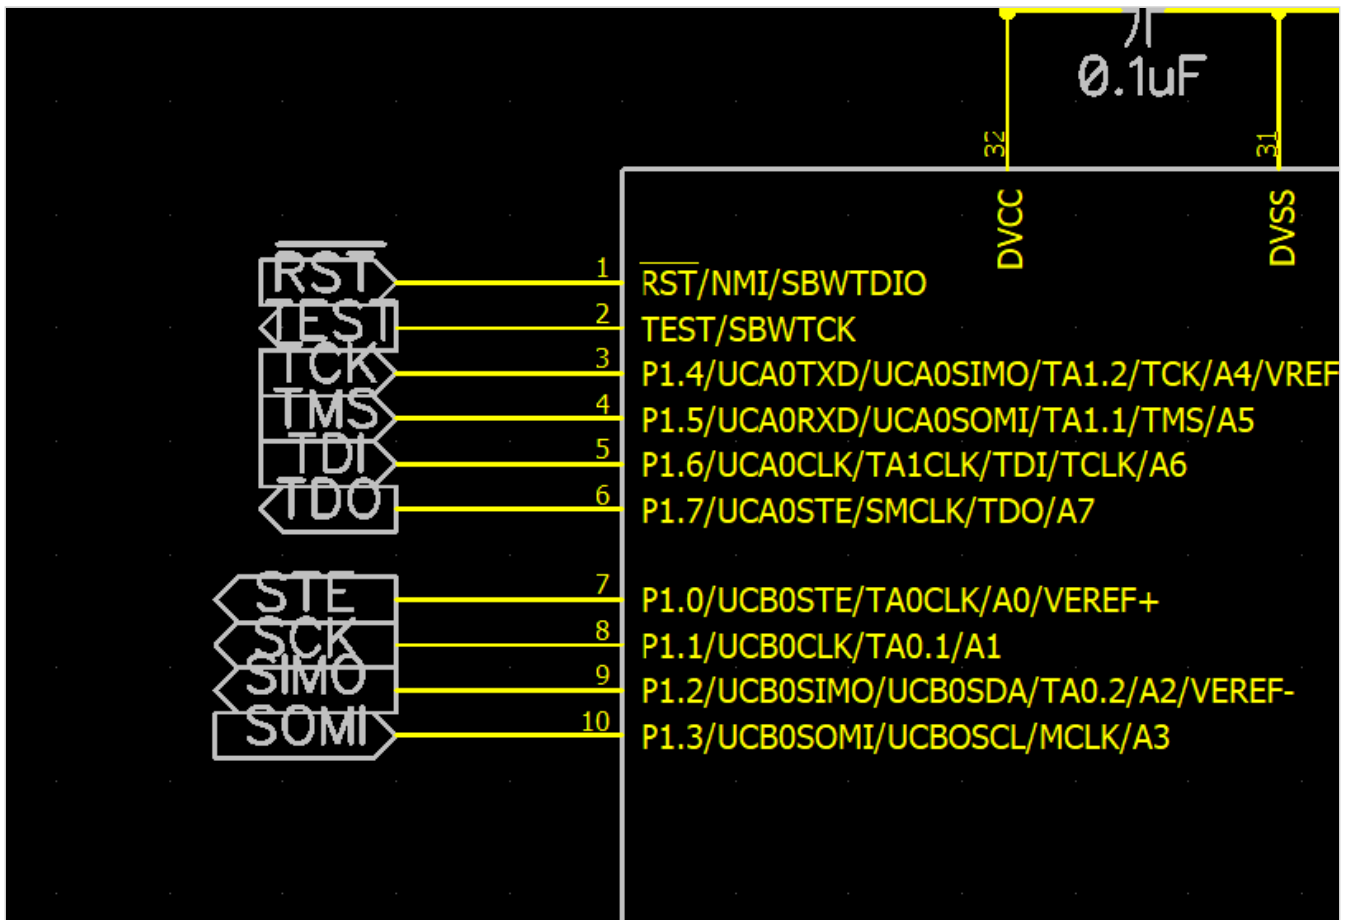 0.1uF
32
31
DVCC
DVSS
RST 1 RST/NMI/SBWTDIO
TEST 2 TEST/SBWTCK
TCK 3 P1.4/UCA0TXD/UCA0SIMO/TA1.2/TCK/A4/VREF
TMS 4 P1.5/UCA0RXD/UCA0SOMI/TA1.1/TMS/A5
TDI 5 P1.6/UCA0CLK/TA1CLK/TDI/TCLK/A6
TDO 6 P1.7/UCA0STE/SMCLK/TDO/A7
STE 7 P1.0/UCB0STE/TA0CLK/A0/VEREF+
SCK 8 P1.1/UCB0CLK/TA0.1/A1
SIMO 9 P1.2/UCB0SIMO/UCB0SDA/TA0.2/A2/VEREF-
SOMI 10 P1.3/UCB0SOMI/UCBOSCL/MCLK/A3